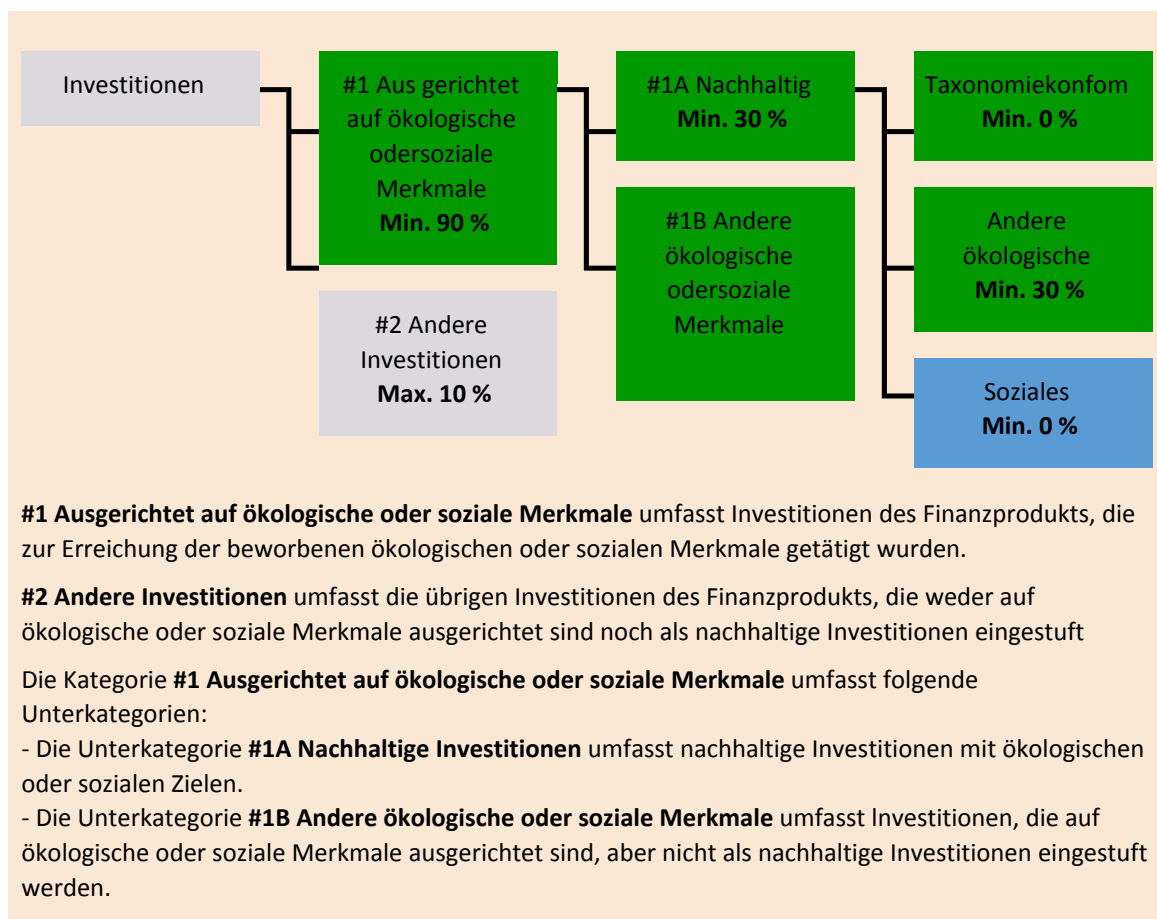 Investitionen
#1 Aus gerichtet
auf ökologische
odersoziale
Merkmale
Min. 90 %
#2 Andere
Investitionen
Max. 10 %
#1A Nachhaltig
Min. 30 %
#1B Andere
ökologische
odersoziale
Merkmale
Taxonomiekonfom
Min. 0 %
Andere
ökologische
Min. 30 %
Soziales
Min. 0 %
#1 Ausgerichtet auf ökologische oder soziale Merkmale umfasst Investitionen des Finanzprodukts, die
zur Erreichung der beworbenen ökologischen oder sozialen Merkmale getätigt wurden.
#2 Andere Investitionen umfasst die übrigen Investitionen des Finanzprodukts, die weder auf
ökologische oder soziale Merkmale ausgerichtet sind noch als nachhaltige Investitionen eingestuft
Die Kategorie #1 Ausgerichtet auf ökologische oder soziale Merkmale umfasst folgende
Unterkategorien:
- Die Unterkategorie #1A Nachhaltige Investitionen umfasst nachhaltige Investitionen mit ökologischen
oder sozialen Zielen.
- Die Unterkategorie #1B Andere ökologische oder soziale Merkmale umfasst lnvestitionen, die auf
ökologische oder soziale Merkmale ausgerichtet sind, aber nicht als nachhaltige Investitionen eingestuft
werden.